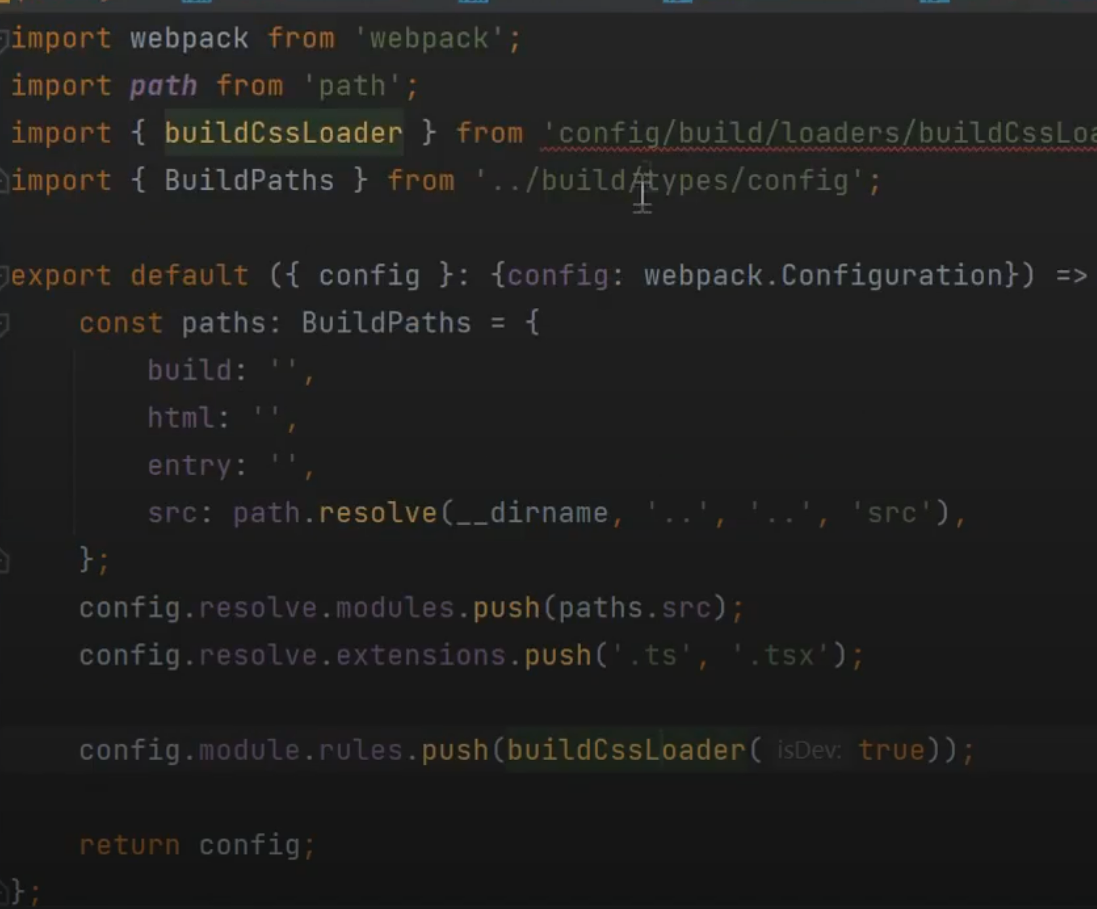 import webpack from 'webpack';
import path from 'path';
import { buildCssLoader } from 'config/build/loaders/buildCssLoa
import { BuildPaths } from '../build/types/config';
export default ({ config }: {config: webpack.Configuration}) =>
const paths: BuildPaths = {
build: '',
html: '',
entry: '',
src: path.resolve(__dirname, '..', '..', 'src'),
};
config.resolve.modules.push(paths.src);
config.resolve.extensions.push('.ts', '.tsx');
config.module.rules.push(buildCssLoader( isDev: true));
return config;
};